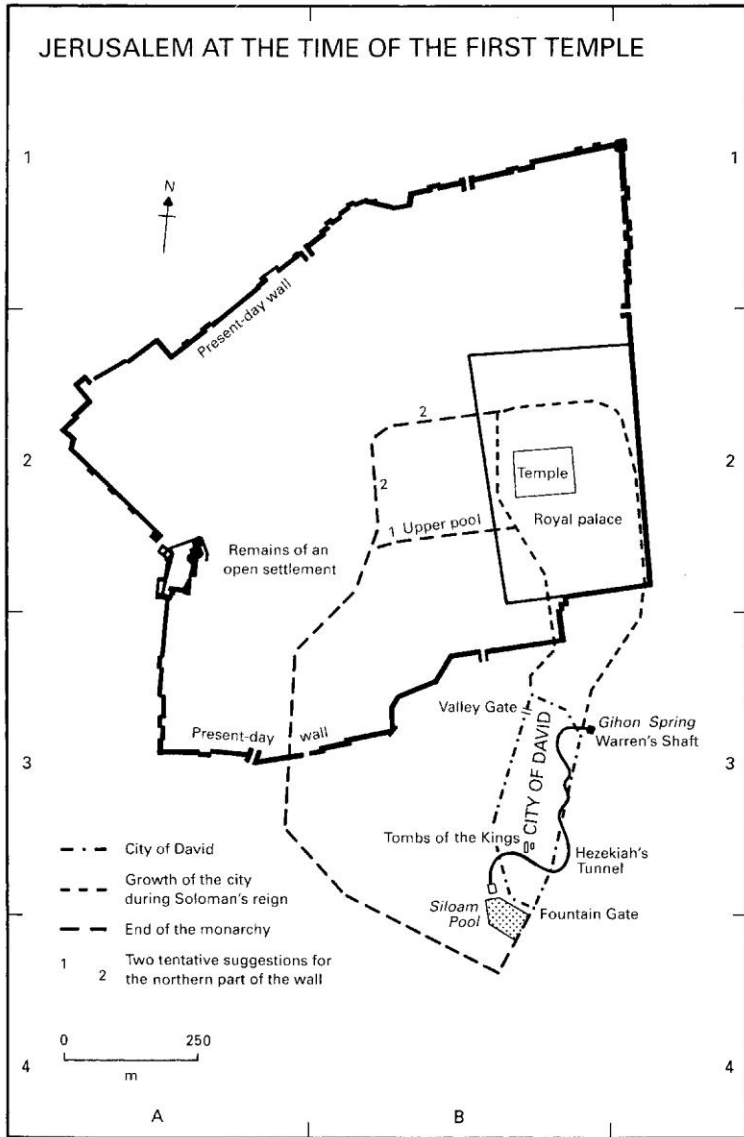 JERUSALEM AT THE TIME OF THE FIRST TEMPLE
1
1
N
Present-day wall
2
2
2
Temple
2
1 Upper pool
Royal palace
Remains of an
open settlement
Valley Gate
Gihon Spring
Warren's Shaft
Present-day wall
CITY OF DAVID
3
3
Tombs of the Kings
Hezekiah's
Tunnel
Siloam
Pool
Fountain Gate
City of David
Growth of the city
during Soloman's reign
End of the monarchy
1 2 Two tentative suggestions for
the northern part of the wall
0 250
m
4
4
A
B